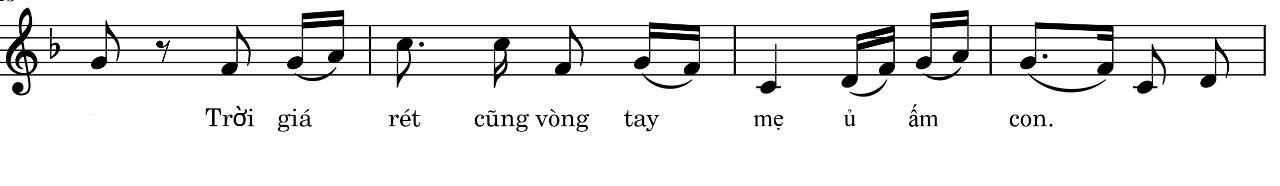 Trời giá rét cũng vòng tay mẹ ủ ấm con.